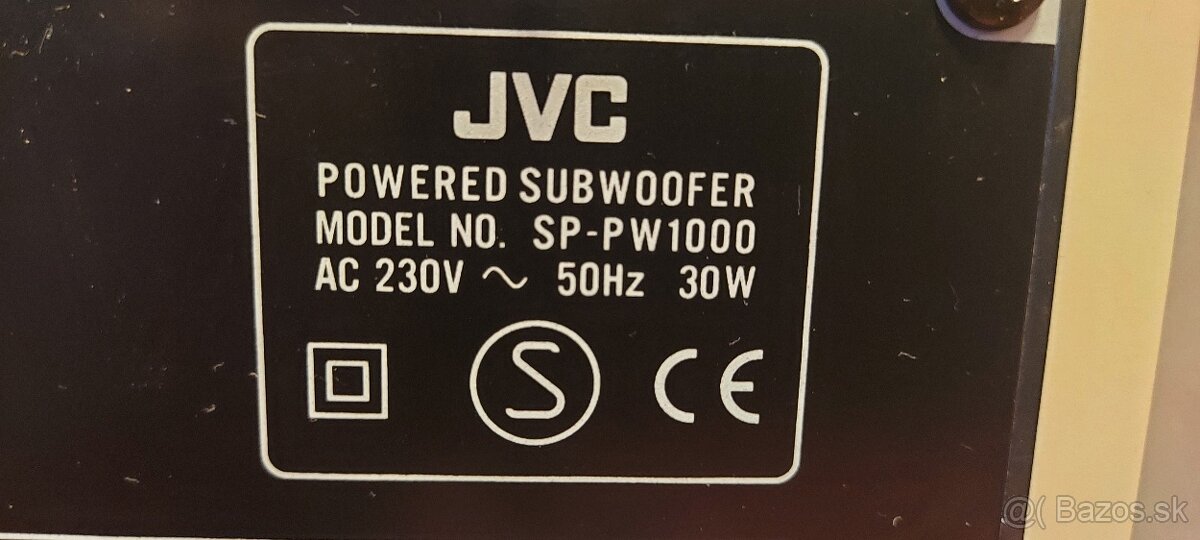 JVC
POWERED SUBWOOFER
MODEL NO. SP-PW1000
AC 230V ~ 50Hz 30W
S CE
@( Bazos.sk